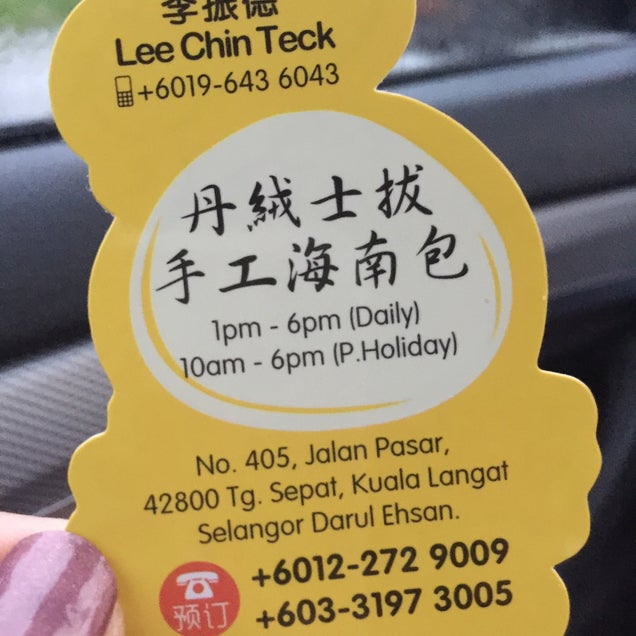 李振德
Lee Chin Teck
+6019-643 6043
丹絨士拔
手工海南包
1pm - 6pm (Daily)
10am - 6pm (P.Holiday)
No. 405, Jalan Pasar,
42800 Tg. Sepat, Kuala Langat
Selangor Darul Ehsan.
预订
+6012-272 9009
+603-3197 3005